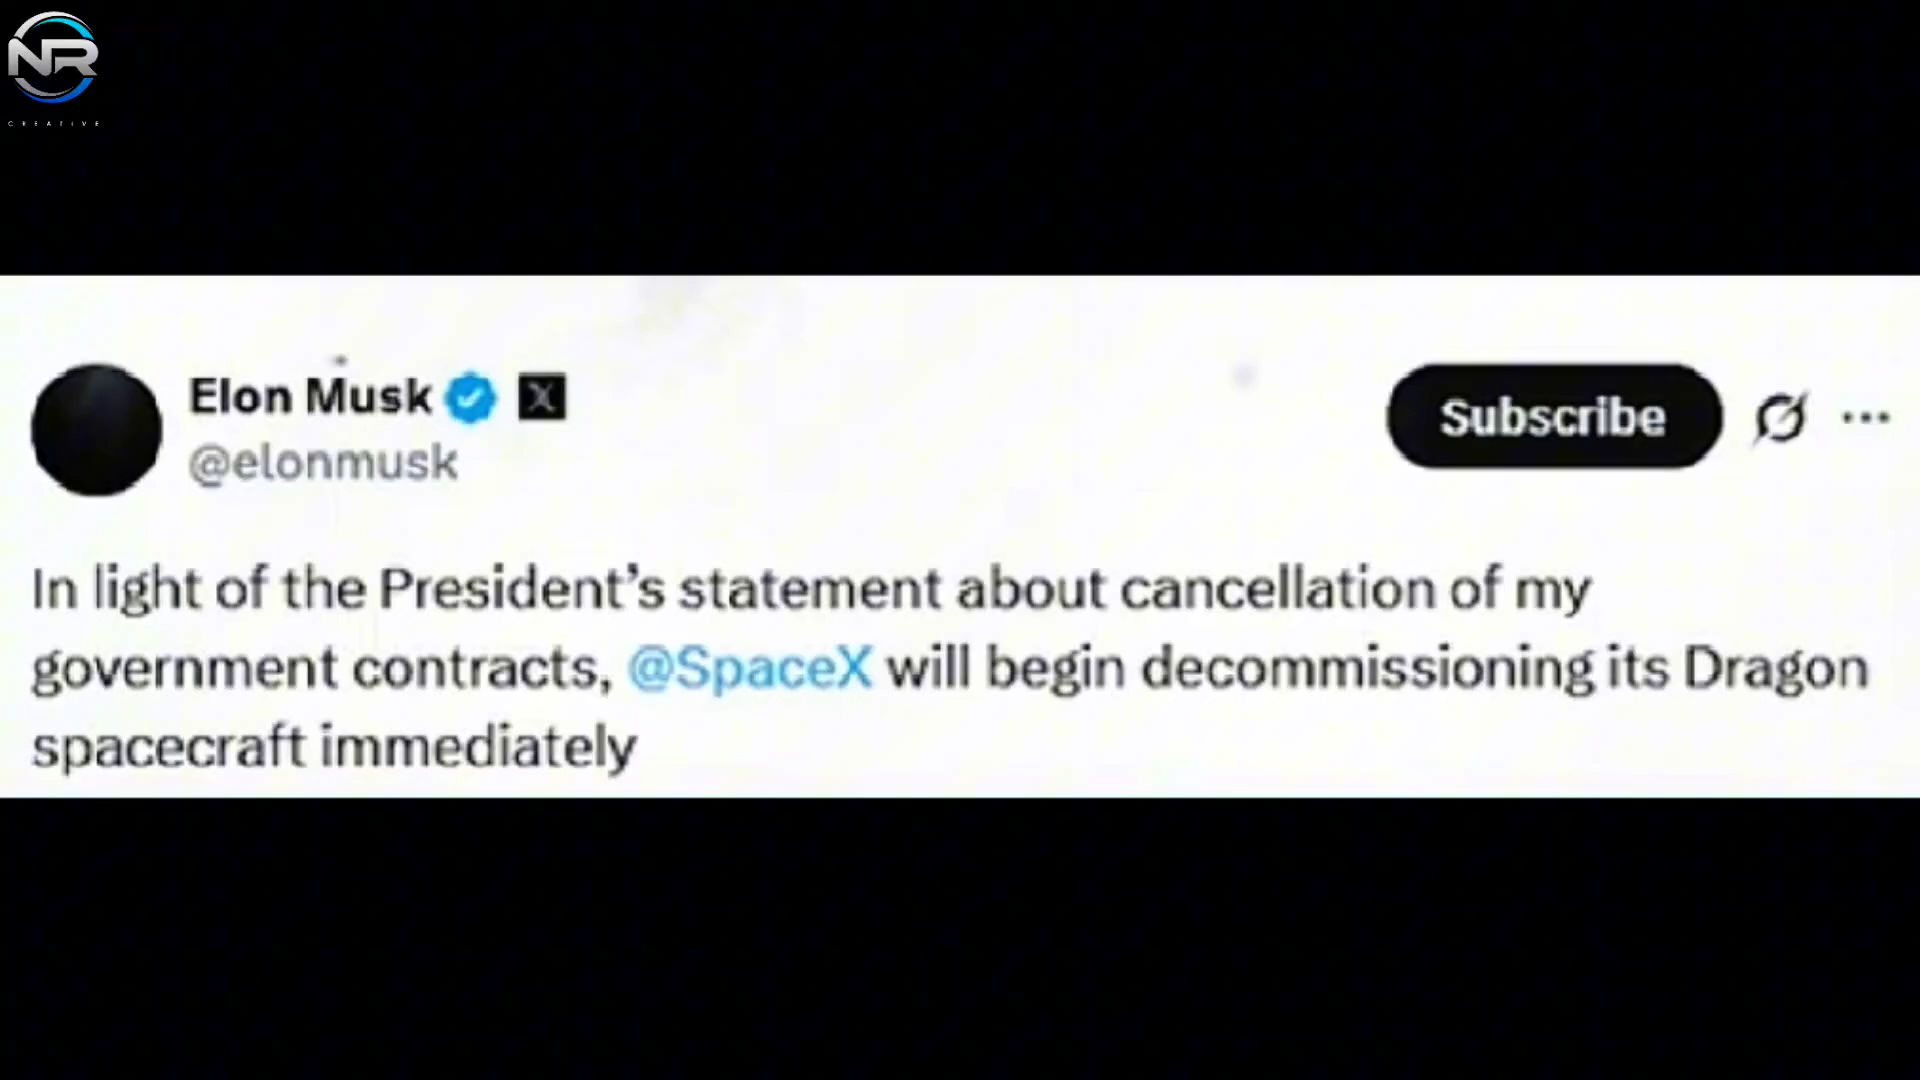 NR
CREATIVE
Elon Musk
@elonmusk
Subscribe
In light of the President’s statement about cancellation of my
government contracts, @SpaceX will begin decommissioning its Dragon
spacecraft immediately